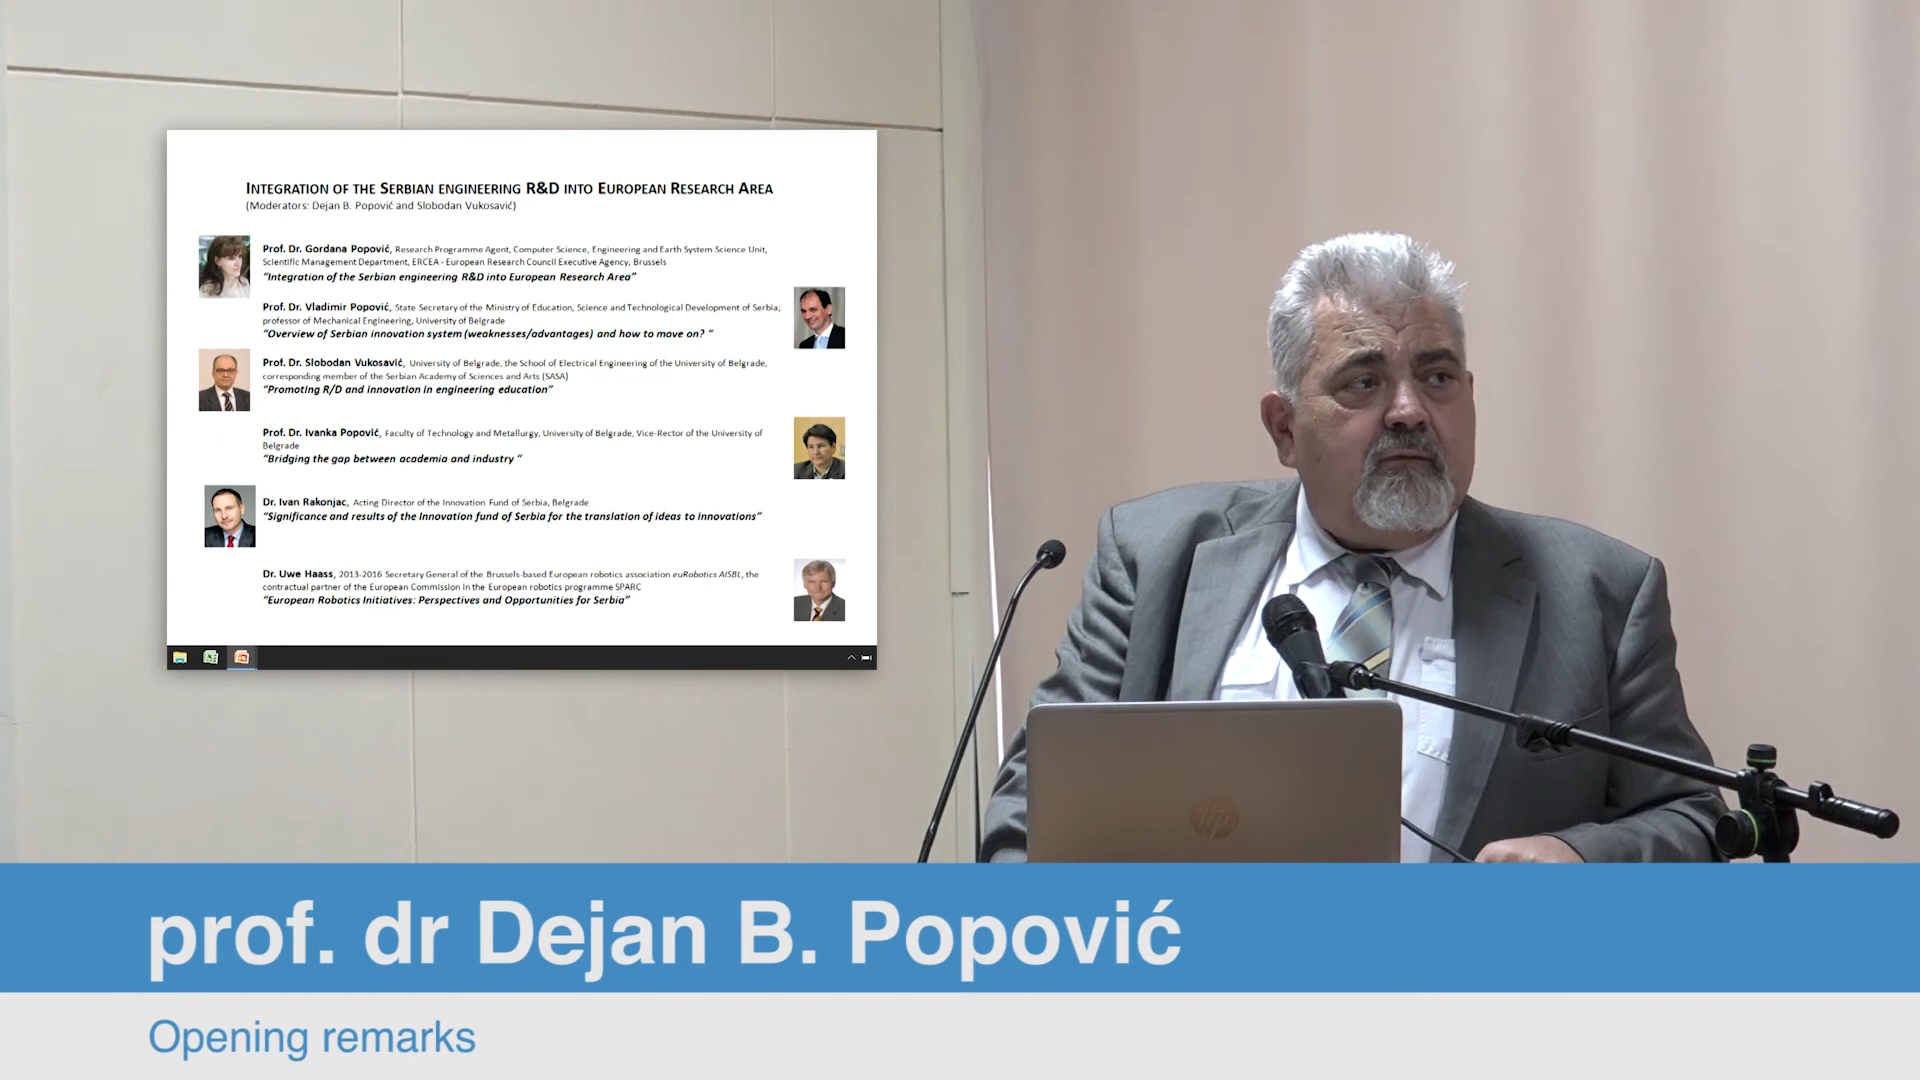 INTEGRATION OF THE SERBIAN ENGINEERING R&D INTO EUROPEAN RESEARCH AREA
(Moderators: Dejan B. Popović and Slobodan Vukosavić)
Prof. Dr. Gordana Popović, Research Programme Agent, Computer Science, Engineering and Earth System Science Unit,
Scientific Management Department, ERCEA - European Research Council Executive Agency, Brussels
"Integration of the Serbian engineering R&D into European Research Area"
Prof. Dr. Vladimir Popović, State Secretary of the Ministry of Education, Science and Technological Development of Serbia;
professor of Mechanical Engineering, University of Belgrade
"Overview of Serbian innovation system (weaknesses/advantages) and how to move on? "
Prof. Dr. Slobodan Vukosavić, University of Belgrade, the School of Electrical Engineering of the University of Belgrade,
corresponding member of the Serbian Academy of Sciences and Arts (SASA)
"Promoting R/D and innovation in engineering education"
Prof. Dr. Ivanka Popović, Faculty of Technology and Metallurgy, University of Belgrade, Vice-Rector of the University of
Belgrade
"Bridging the gap between academia and industry "
Dr. Ivan Rakonjac, Acting Director of the Innovation Fund of Serbia, Belgrade
"Significance and results of the Innovation fund of Serbia for the translation of ideas to innovations"
Dr. Uwe Haass, 2013-2016 Secretary General of the Brussels-based European robotics association euRobotics AISBL, the
contractual partner of the European Commission in the European robotics programme SPARC
"European Robotics Initiatives: Perspectives and Opportunities for Serbia"
hp
prof. dr Dejan B. Popović
Opening remarks